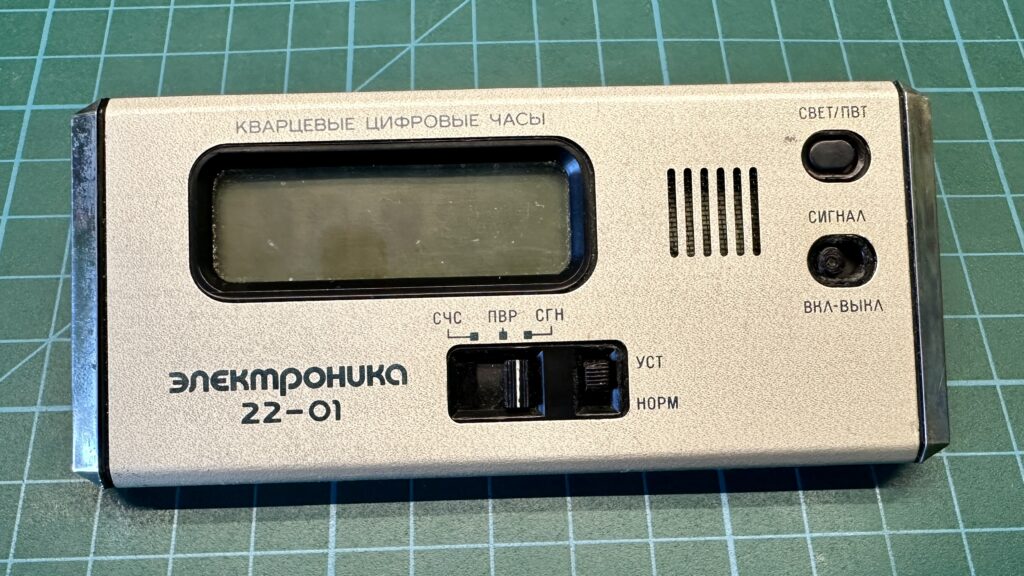 КВАРЦЕВЫЕ ЦИФРОВЫЕ ЧАСЫ
СВЕТ/ПВТ
СИГНАЛ
ВКЛ-ВЫКЛ
СЧС ПВР СГН
УСТ
НОРМ
электроника
22-01